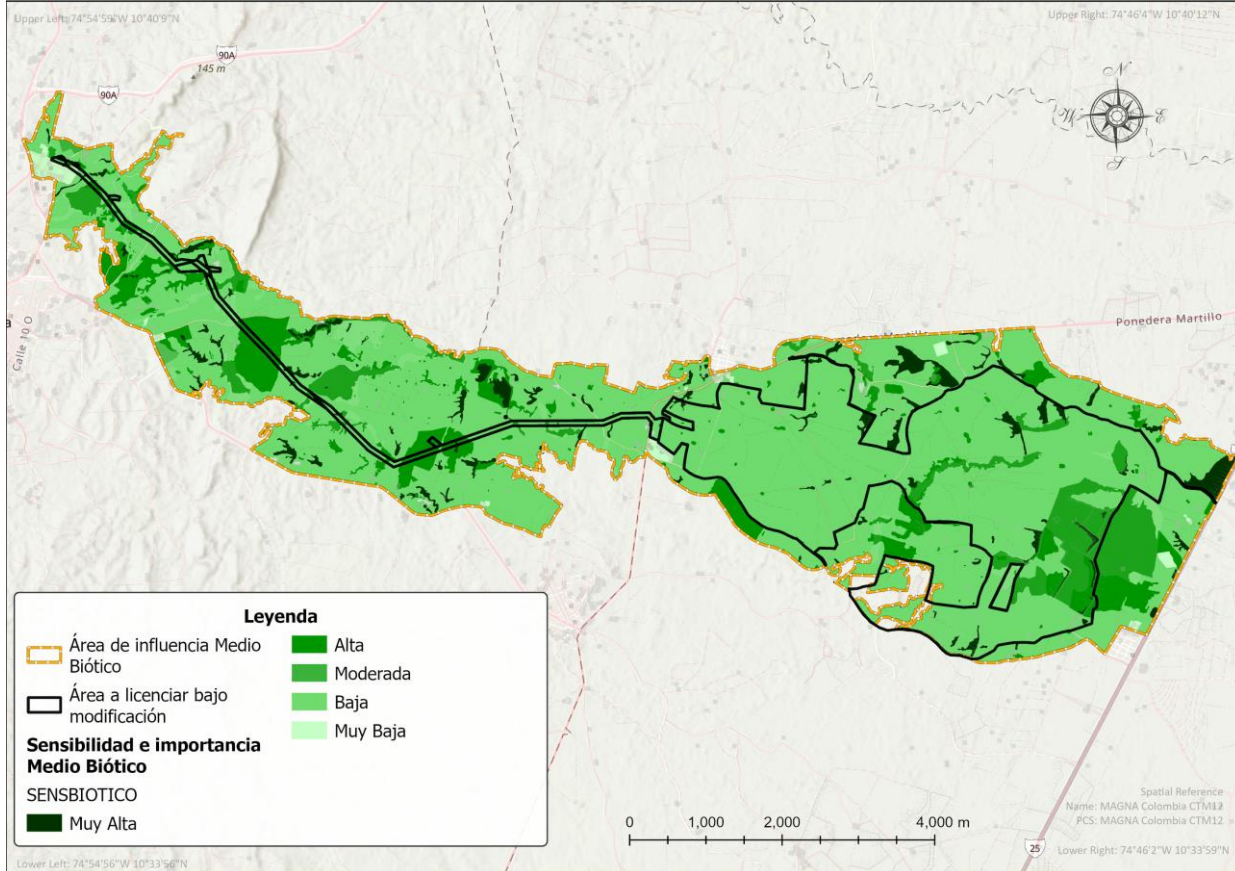 Upper Left: 74°54'59"W 10°40'9"N
Upper Right: 74°46'4"W 10°40'12"N
90A
145 m
90A
N
W
E
S
Ponedera Martillo
Martillo
a
Calle 10 O
Leyenda
Área de influencia Medio
Biótico
Área a licenciar bajo
modificación
Sensibilidad e importancia
Medio Biótico
SENSBIOTICO
Muy Alta
Alta
Moderada
Baja
Muy Baja
0 1,000 2,000 4,000 m
Spatial Reference
Name: MAGNA Colombia CTM12
PCS: MAGNA Colombia CTM12
25
Lower Left: 74°54'56"W 10°33'56"N
Lower Right: 74°46'2"W 10°33'59"N